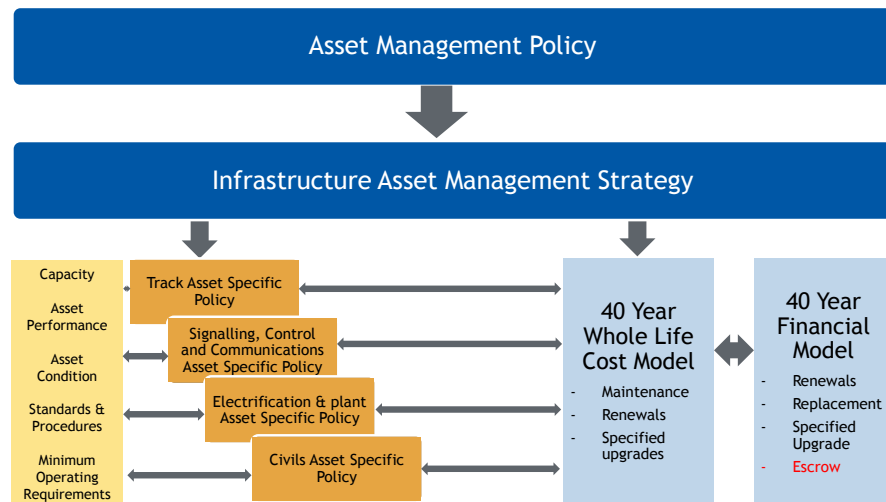 Asset Management Policy
Infrastructure Asset Management Strategy
Capacity
Asset
Performance
Asset
Condition
Standards &
Procedures
Minimum
Operating
Requirements
Track Asset Specific
Policy
Signalling, Control
and Communications
Asset Specific Policy
Electrification & plant
Asset Specific Policy
Civils Asset Specific
Policy
40 Year
Whole Life
Cost Model
- Maintenance
- Renewals
- Specified
upgrades
40 Year
Financial
Model
- Renewals
- Replacement
- Specified
Upgrade
- Escrow